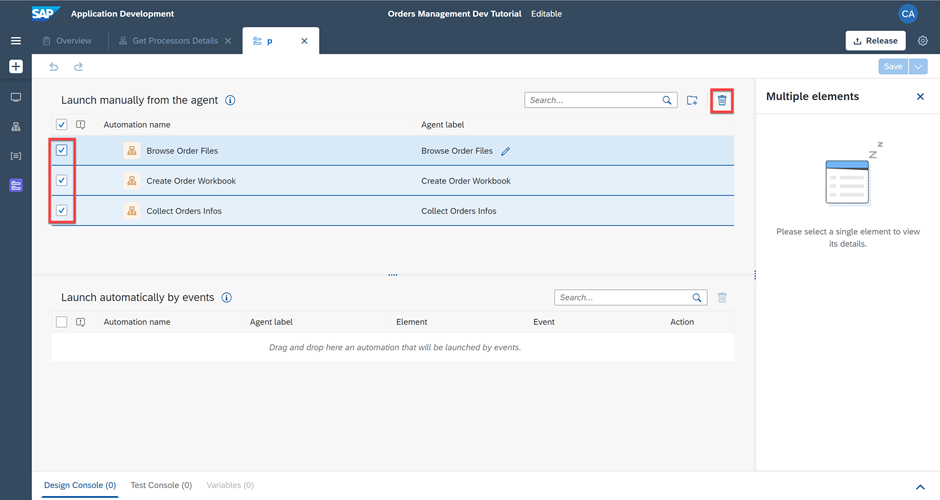 SAP Application Development
Orders Management Dev Tutorial Editable
CA
Overview
Get Processors Details
p
Release
Save
Launch manually from the agent
Search...
Automation name Agent label
Browse Order Files Browse Order Files
Create Order Workbook Create Order Workbook
Collect Orders Infos Collect Orders Infos
Multiple elements
Z
N
Please select a single element to view
its details.
Launch automatically by events
Search...
Automation name Agent label Element Event Action
Drag and drop here an automation that will be launched by events.
Design Console (0) Test Console (0) Variables (0)